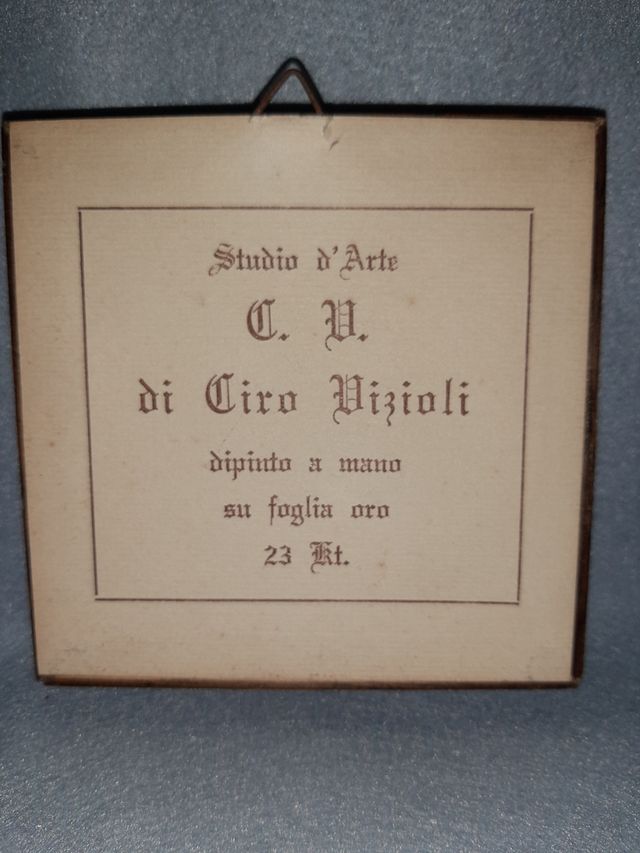 Studio d'Arte
C. V.
di Ciro Vizioli
dipinto a mano
su foglia oro
23 Kt.